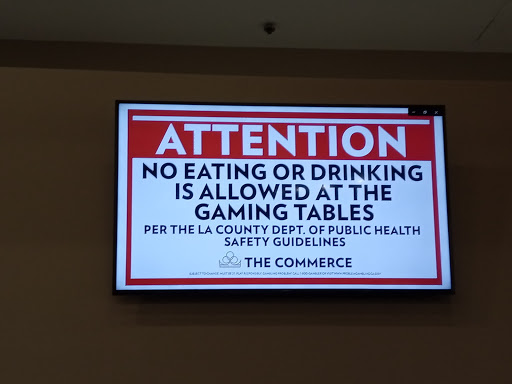 ATTENTION
NO EATING OR DRINKING
IS ALLOWED AT THE
GAMING TABLES
PER THE LA COUNTY DEPT. OF PUBLIC HEALTH
SAFETY GUIDELINES
THE COMMERCE